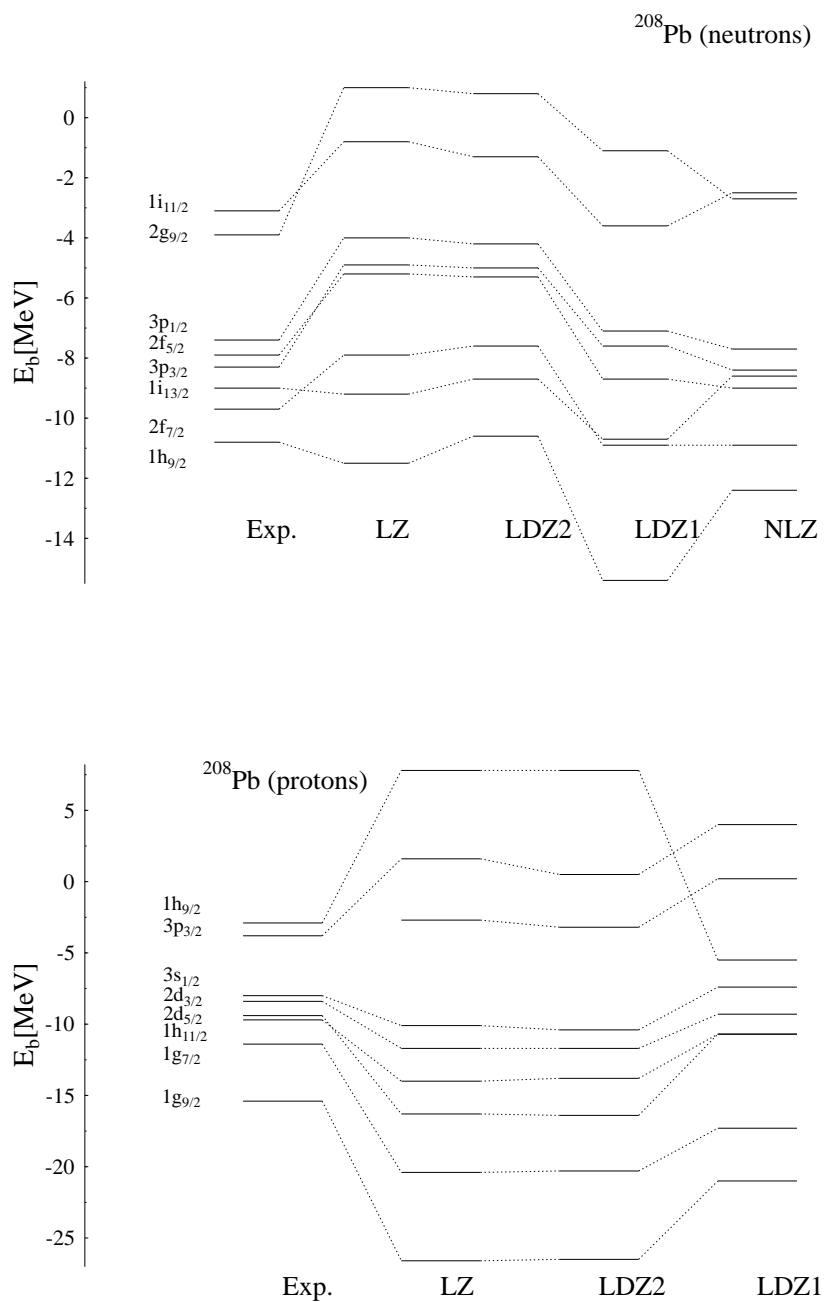 ²⁰⁸Pb (neutrons)
0
-2
1i₁₁/₂
2g₉/₂
-4
-6
3p₁/₂
2f₅/₂
3p₃/₂
-8
1i₁₃/₂
-10
2f₇/₂
1h₉/₂
-12
-14
E_b[MeV]
Exp. LZ LDZ2 LDZ1 NLZ
²⁰⁸Pb (protons)
5
0
1h₉/₂
3p₃/₂
-5
3s₁/₂
2d₃/₂
2d₅/₂
-10
1h₁₁/₂
1g₇/₂
1g₉/₂
-15
-20
-25
E_b[MeV]
Exp. LZ LDZ2 LDZ1